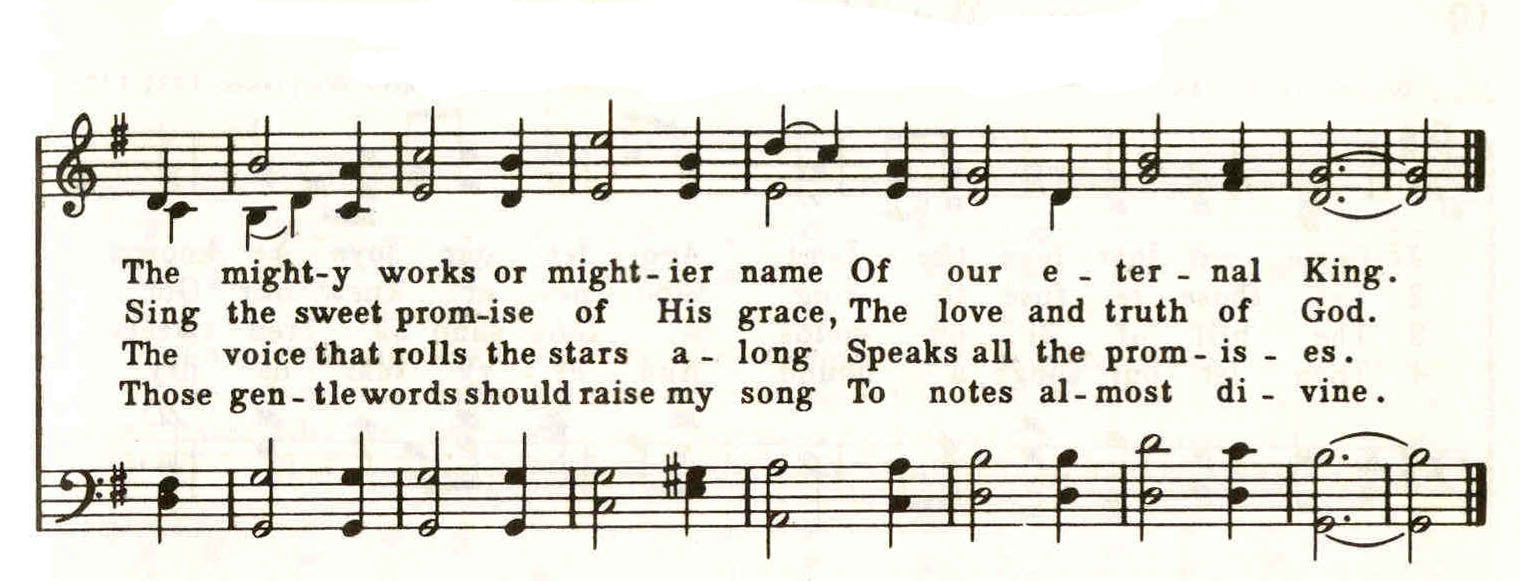 The might-y works or might-ier name Of our e - ter - nal King.
Sing the sweet prom-ise of His grace, The love and truth of God.
The voice that rolls the stars a - long Speaks all the prom - is - es.
Those gen - tle words should raise my song To notes al - most di - vine.